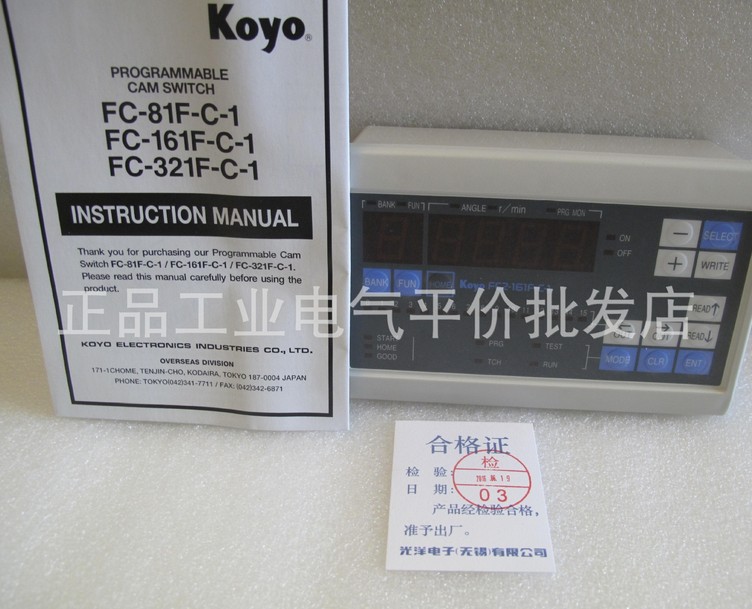 Koyo®
PROGRAMMABLE
CAM SWITCH
FC-81F-C-1
FC-161F-C-1
FC-321F-C-1
INSTRUCTION MANUAL
Thank you for purchasing our Programmable Cam
Switch FC-81F-C-1 / FC-161F-C-1 / FC-321F-C-1.
Please read this manual carefully before using the
product.
KOYO ELECTRONICS INDUSTRIES CO., LTD.
OVERSEAS DIVISION
171-1CHOME, TENJIN-CHO, KODAIRA, TOKYO 187-0004 JAPAN
PHONE: TOKYO(042)341-7711 / FAX: (042)342-6871
正品工业电气平价批发店
BANK FUN
ANGLE r/min
PRG MON
ON
OFF
− SELECT
+ WRITE
BANK FUN HOME Koyo
READ↑
READ↓
START
HOME
GOOD
PRG TEST
TCH RUN
MODE CLR ENT
合格证
检验:
日期:
检
03
产品经检验合格,
准予出厂。
光洋电子(无锡)有限公司